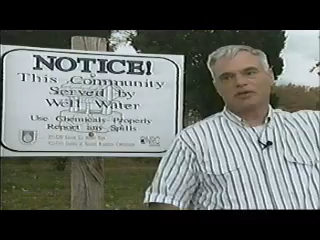 NOTICE!
This Community
Served by
Well Water
Use Chemicals Properly
Report any Spills